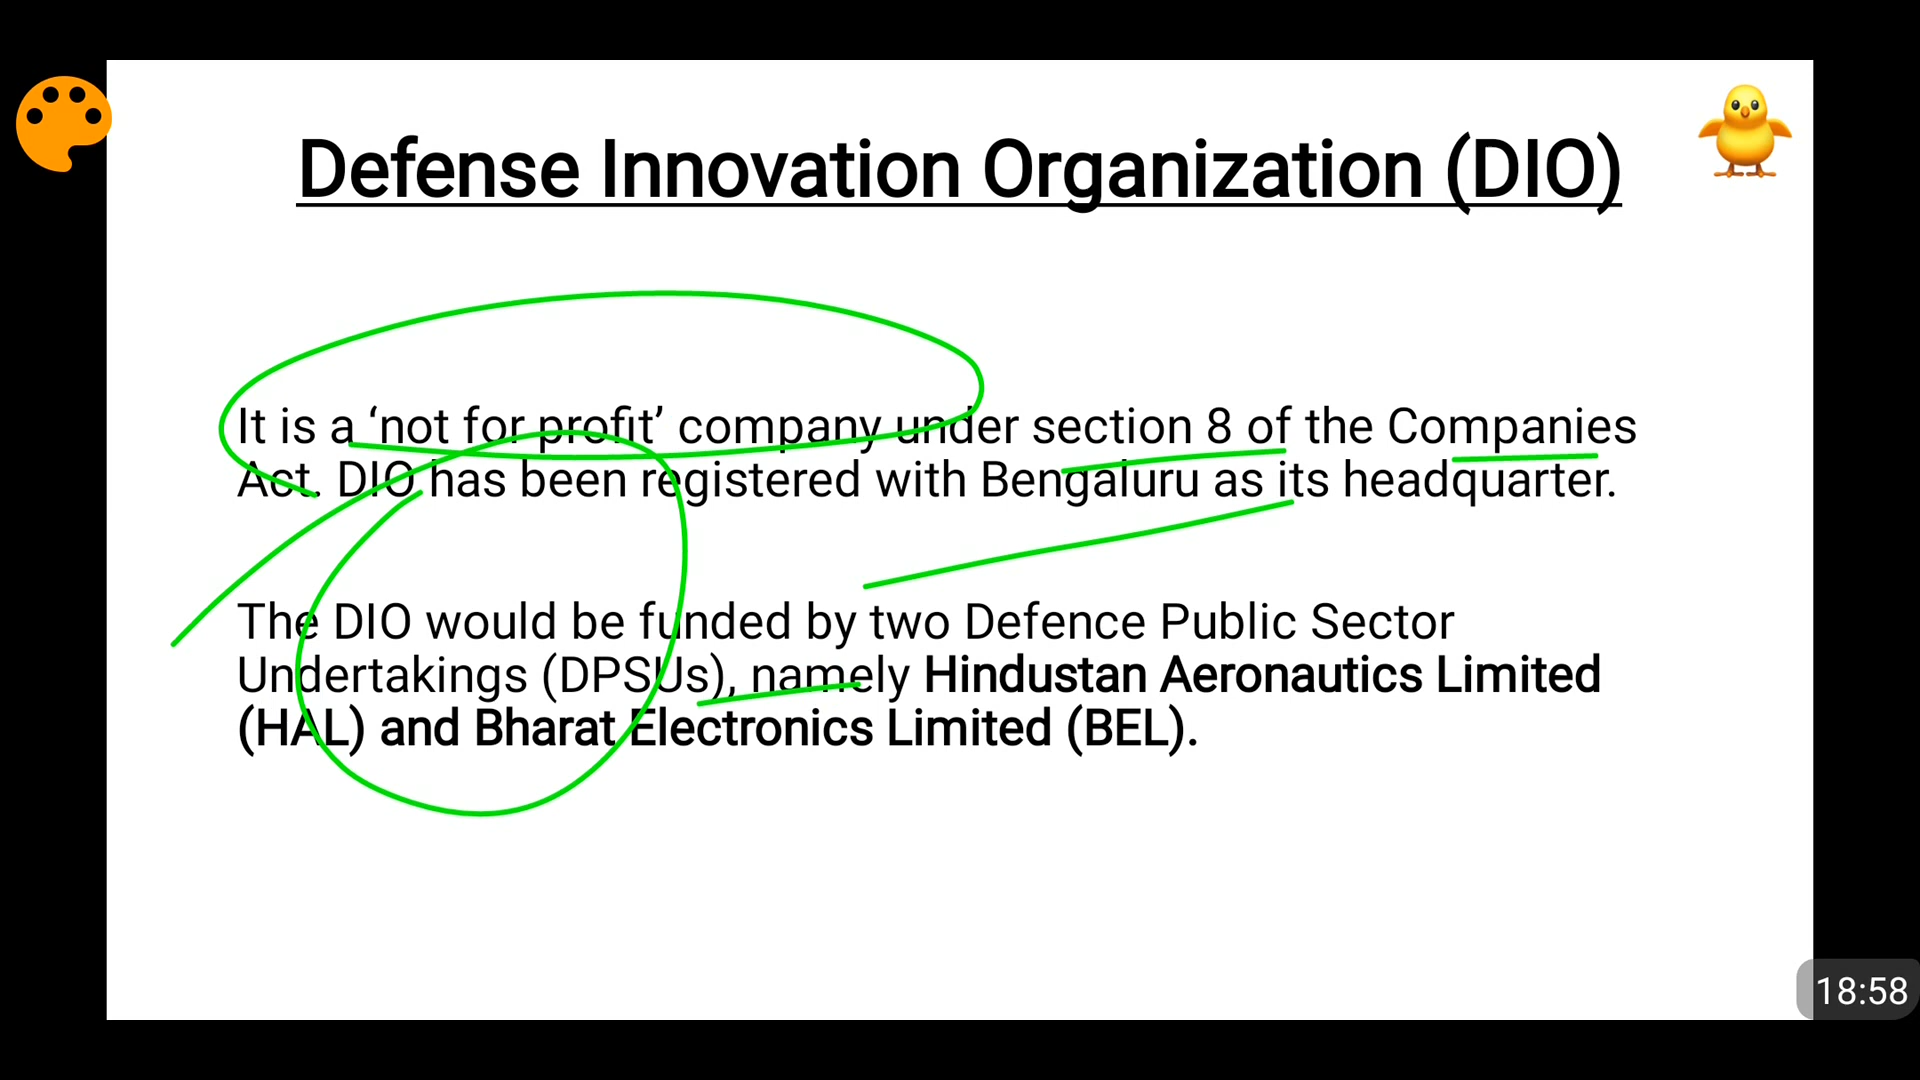 Defense Innovation Organization (DIO)
It is a ‘not for profit’ company under section 8 of the Companies
Act. DIO has been registered with Bengaluru as its headquarter.
The DIO would be funded by two Defence Public Sector
Undertakings (DPSUs), namely Hindustan Aeronautics Limited
(HAL) and Bharat Electronics Limited (BEL).
18:58